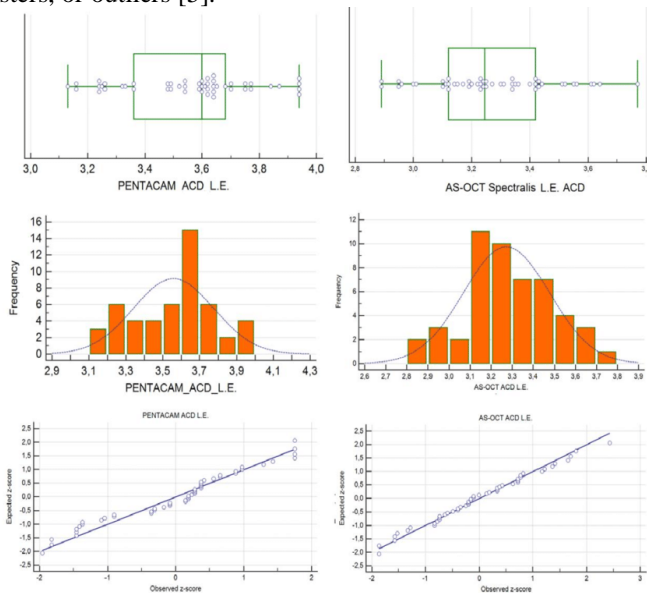 sters, or outliers [5].
3,0 3,2 3,4 3,6 3,8 4,0
PENTACAM ACD L.E.
2,8 3,0 3,2 3,4 3,6
AS-OCT Spectralis L.E. ACD
16
14
12
10
8
6
4
2
0
Frequency
2,9 3,1 3,3 3,5 3,7 3,9 4,1 4,3
PENTACAM_ACD_L.E.
12
10
8
6
4
2
0
Frequency
2,6 2,7 2,8 2,9 3,0 3,1 3,2 3,3 3,4 3,5 3,6 3,7 3,8 3,9
AS-OCT ACD L.E.
PENTACAM ACD L.E.
2,5
2,0
1,5
1,0
0,5
0,0
-0,5
-1,0
-1,5
-2,0
-2,5
Expected z-score
-2 -1 0 1 2
Observed z-score
AS-OCT ACD L.E.
2,5
2,0
1,5
1,0
0,5
0,0
-0,5
-1,0
-1,5
-2,0
-2,5
Expected z-score
-2 -1 0 1 2 3
Observed z-score